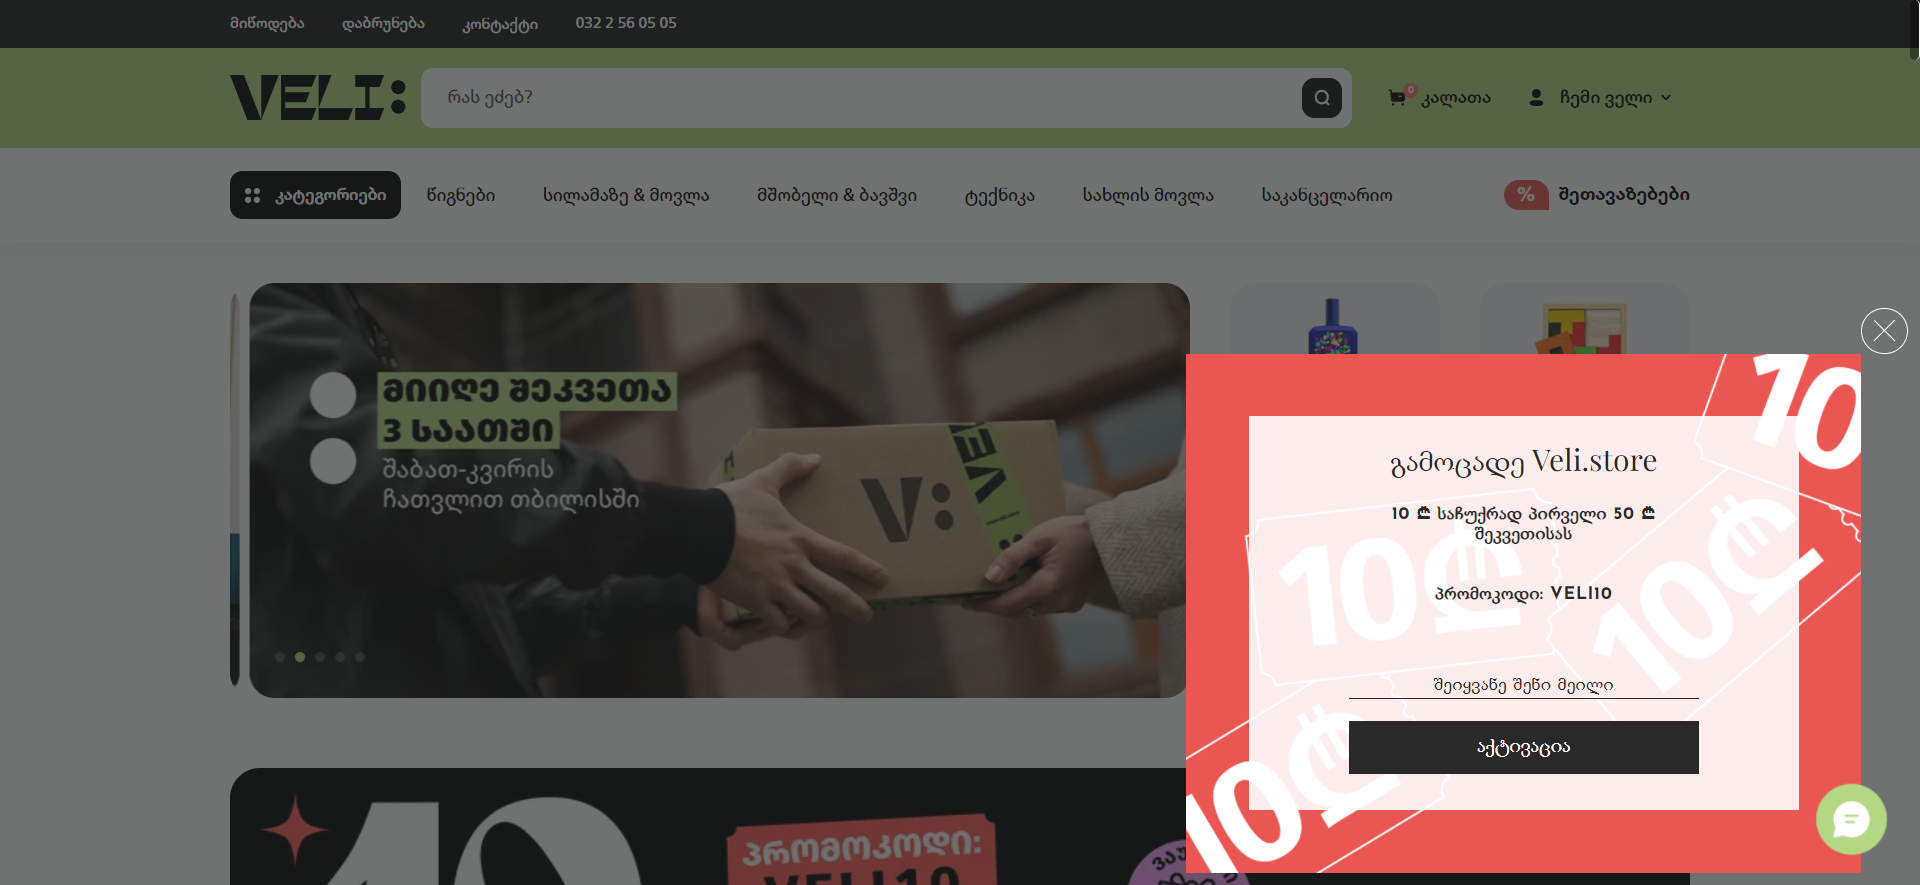 მიწოდება
დაბრუნება
კონტაქტი
032 2 56 05 05
VELI:
რას ეძებ?
0
კალათა
ჩემი ველი
კატეგორიები
წიგნები
სილამაზე & მოვლა
მშობელი & ბავშვი
ტექნიკა
სახლის მოვლა
საკანცელარიო
%
შეთავაზებები
მიიღე შეკვეთა
3 საათში
შაბათ-კვირის
ჩათვლით თბილისში
V:
გამოცადე Veli.store
10 ₾ საჩუქრად პირველი 50 ₾
შეკვეთისას
პრომოკოდი: VELI10
შეიყვანე შენი მეილი
აქტივაცია
10
10₾
10₾
10₾
პრომოკოდი:
VELI10